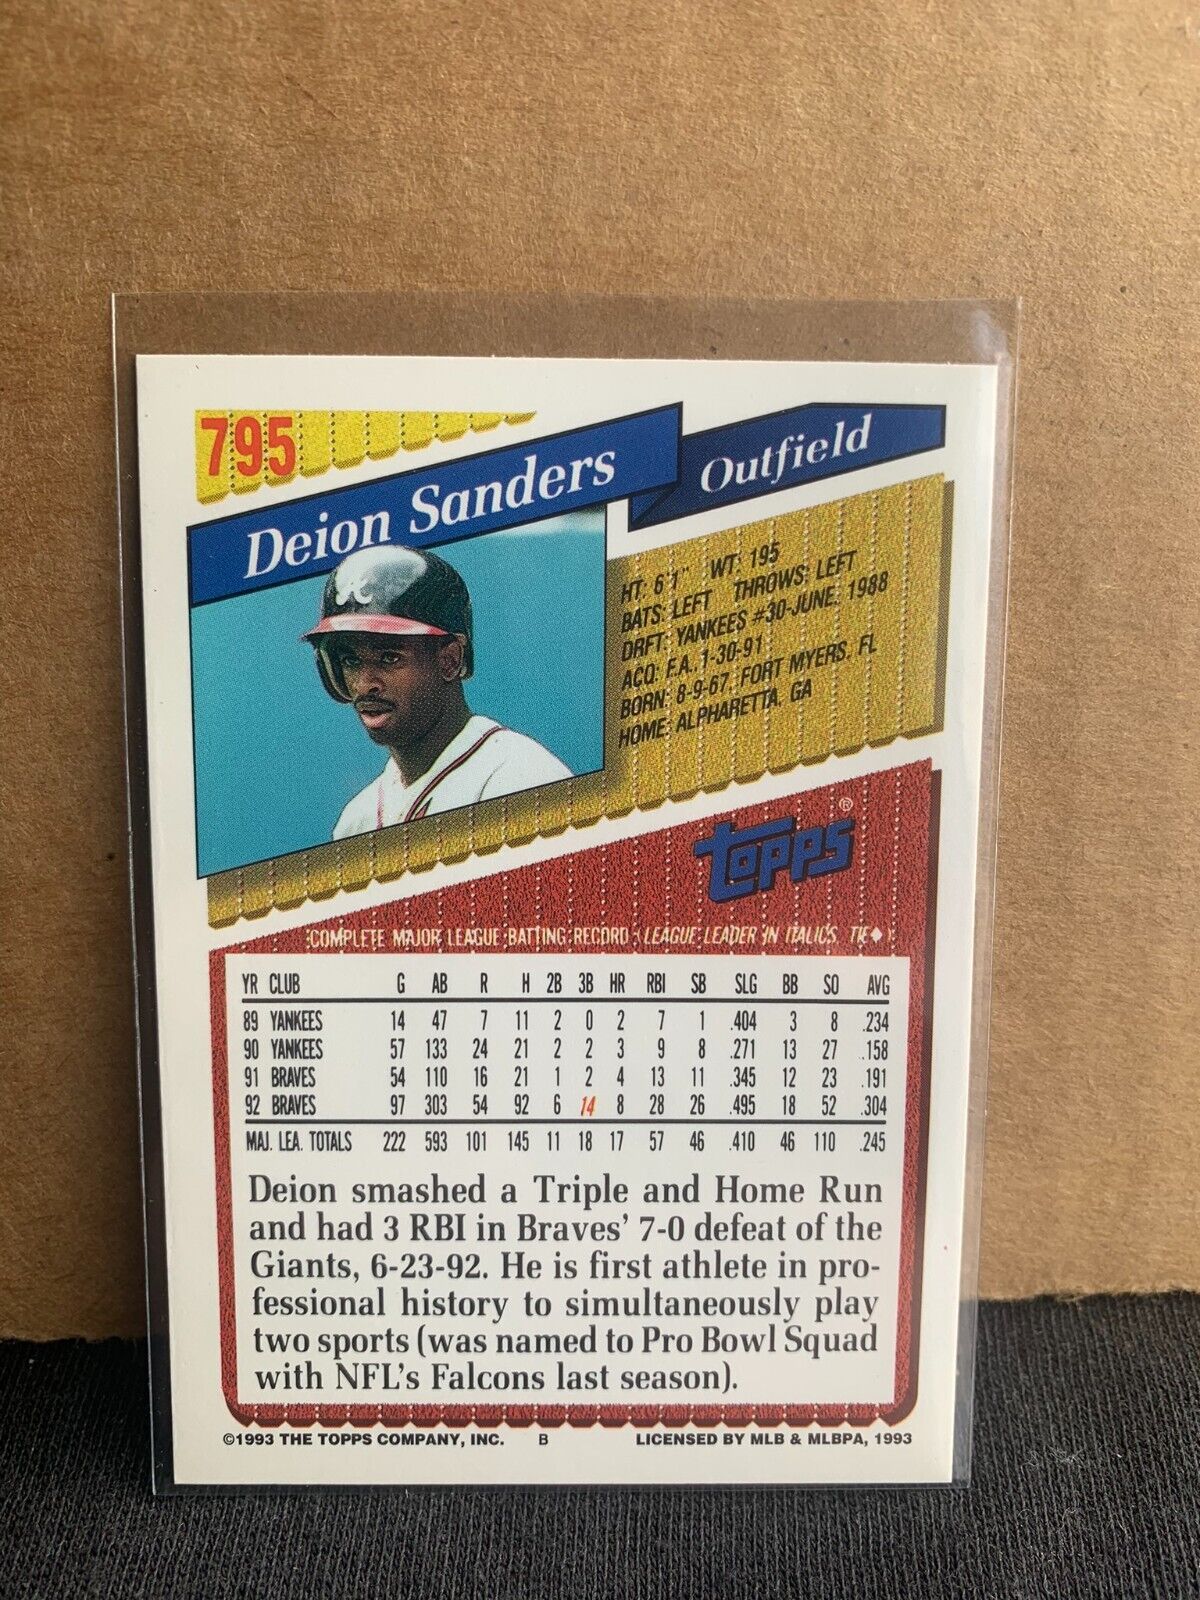 795
Deion Sanders
Outfield
HT: 6'1" WT: 195
BATS: LEFT THROWS: LEFT
DRFT: YANKEES #30-JUNE, 1988
ACQ: F.A., 1-30-91
BORN: 8-9-67, FORT MYERS, FL
HOME: ALPHARETTA, GA
A
topps®
COMPLETE MAJOR LEAGUE BATTING RECORD (LEAGUE LEADER IN ITALICS, TIE♦)
YR CLUB G AB R H 2B 3B HR RBI SB SLG BB SO AVG
89 YANKEES 14 47 7 11 2 0 2 7 1 .404 3 8 .234
90 YANKEES 57 133 24 21 2 2 3 9 8 .271 13 27 .158
91 BRAVES 54 110 16 21 1 2 4 13 11 .345 12 23 .191
92 BRAVES 97 303 54 92 6 14 8 28 26 .495 18 52 .304
MAJ. LEA. TOTALS 222 593 101 145 11 18 17 57 46 .410 46 110 .245
Deion smashed a Triple and Home Run
and had 3 RBI in Braves' 7-0 defeat of the
Giants, 6-23-92. He is first athlete in pro-
fessional history to simultaneously play
two sports (was named to Pro Bowl Squad
with NFL's Falcons last season).
©1993 THE TOPPS COMPANY, INC. B LICENSED BY MLB & MLBPA, 1993